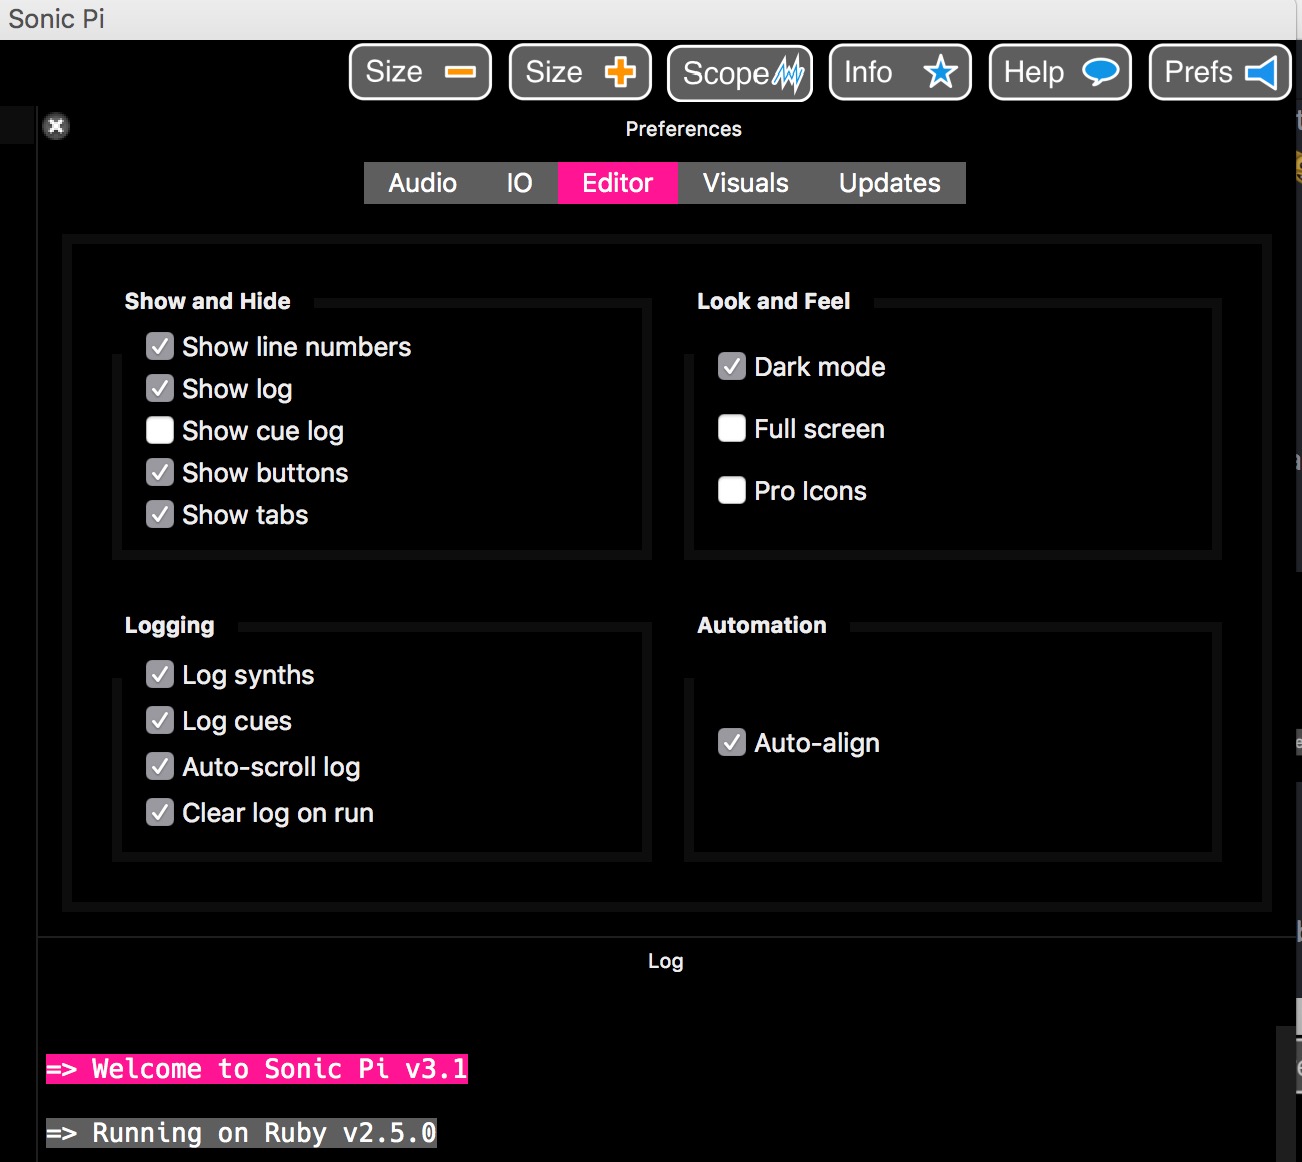 Sonic Pi
Size Size Scope Info Help Prefs
Preferences
Audio IO Editor Visuals Updates
Show and Hide
Show line numbers
Show log
Show cue log
Show buttons
Show tabs
Look and Feel
Dark mode
Full screen
Pro Icons
Logging
Log synths
Log cues
Auto-scroll log
Clear log on run
Automation
Auto-align
Log
=> Welcome to Sonic Pi v3.1
=> Running on Ruby v2.5.0